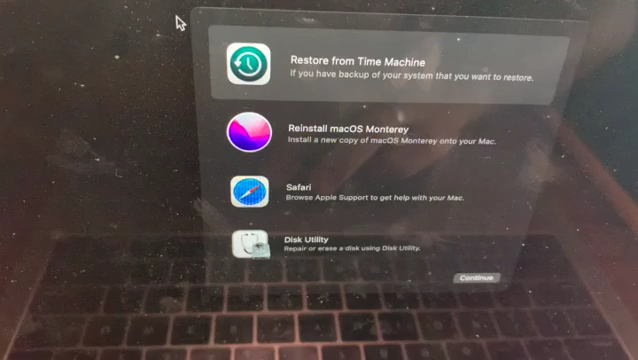 Restore from Time Machine
If you have backup of your system that you want to restore.
Reinstall macOS Monterey
Install a new copy of macOS Monterey onto your Mac.
Safari
Browse Apple Support to get help with your Mac.
Disk Utility
Repair or erase a disk using Disk Utility.
Continue